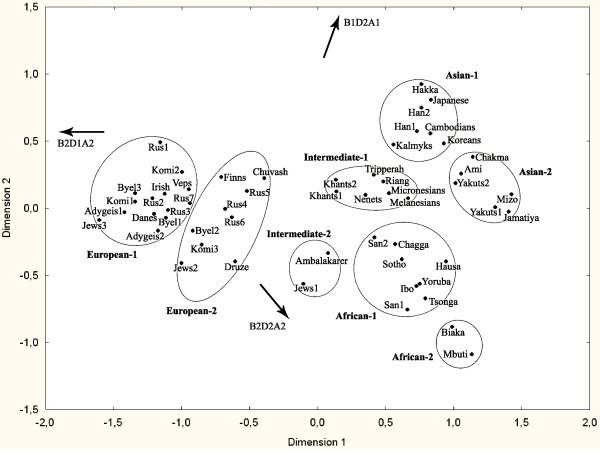 1,5
B1D2A1
Asian-1
1,0
Hakka
Japanese
Han2
B2D1A2
Han1
Cambodians
0,5
Rus1
Koreans
Kalmyks
Intermediate-1
Chakma
Asian-2
Komi2
Tripperah
Ami
Finns
Chuvash
Riang
Yakuts2
Byel3
Irish
Veps
Khants2
Micronesians
Rus5
Mizo
Komi1
Rus2
Rus7
Khants1
Nenets
Melanesians
0,0
Adygeis1
Rus3
Rus4
Yakuts1
Danes
Jamatiya
Jews3
Byel1
Rus6
Adygeis2
Byel2
Intermediate-2
San2
Chagga
European-1
Komi3
Ambalakarer
Sotho
Hausa
Jews2
Druze
-0,5
Jews1
Ibo
Yoruba
European-2
Tsonga
B2D2A2
African-1
San1
Biaka
-1,0
African-2
Mbuti
-1,5
-2,0
-1,5
-1,0
-0,5
0,0
0,5
1,0
1,5
2,0
Dimension 1
Dimension 2